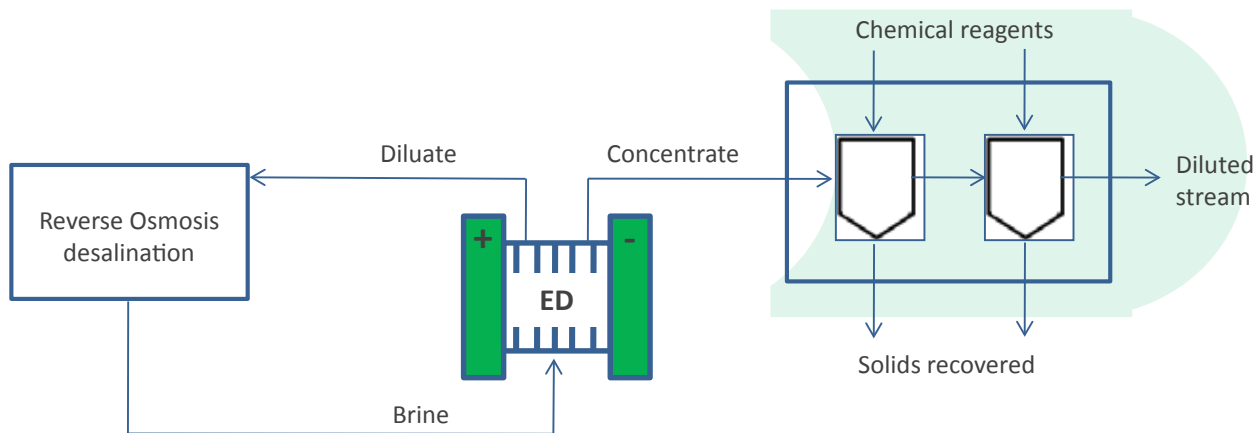 Chemical reagents
Diluate
Concentrate
Diluted
stream
Reverse Osmosis
desalination
+
-
ED
Solids recovered
Brine